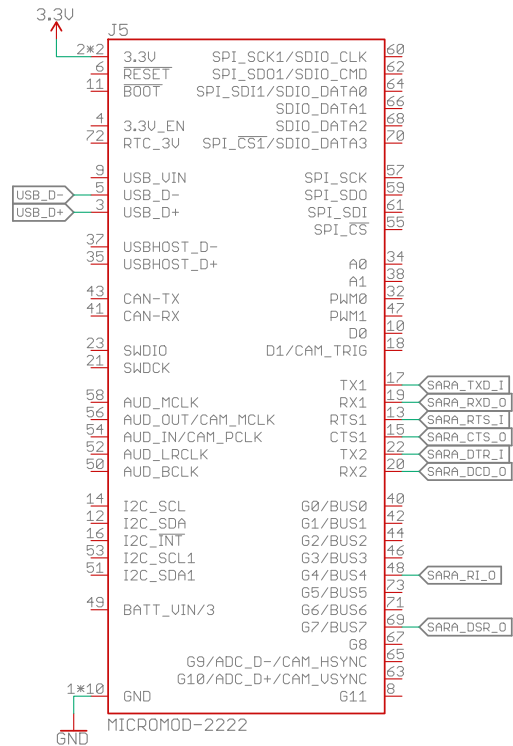 3.3V
J5
2*2 3.3V SPI_SCK1/SDIO_CLK 60
6 RESET SPI_SDO1/SDIO_CMD 62
11 BOOT SPI_SDI1/SDIO_DATA0 64
SDIO_DATA1 66
4 3.3V_EN SDIO_DATA2 68
72 RTC_3V SPI_CS1/SDIO_DATA3 70
9 USB_VIN SPI_SCK 57
USB_D- 5 USB_D- SPI_SDO 59
USB_D+ 3 USB_D+ SPI_SDI 61
SPI_CS 55
37 USBHOST_D-
35 USBHOST_D+ A0 34
A1 38
43 CAN-TX PWM0 32
41 CAN-RX PWM1 47
D0 10
23 SWDIO D1/CAM_TRIG 18
21 SWDCK
TX1 17 SARA_TXD_I
58 AUD_MCLK RX1 19 SARA_RXD_O
56 AUD_OUT/CAM_MCLK RTS1 13 SARA_RTS_I
54 AUD_IN/CAM_PCLK CTS1 15 SARA_CTS_O
52 AUD_LRCLK TX2 22 SARA_DTR_I
50 AUD_BCLK RX2 20 SARA_DCD_O
14 I2C_SCL G0/BUS0 40
12 I2C_SDA G1/BUS1 42
16 I2C_INT G2/BUS2 44
53 I2C_SCL1 G3/BUS3 46
51 I2C_SDA1 G4/BUS4 48 SARA_RI_O
G5/BUS5 73
49 BATT_VIN/3 G6/BUS6 71
G7/BUS7 69 SARA_DSR_O
G8 67
G9/ADC_D-/CAM_HSYNC 65
G10/ADC_D+/CAM_VSYNC 63
1*10 GND G11 8
MICROMOD-2222
GND